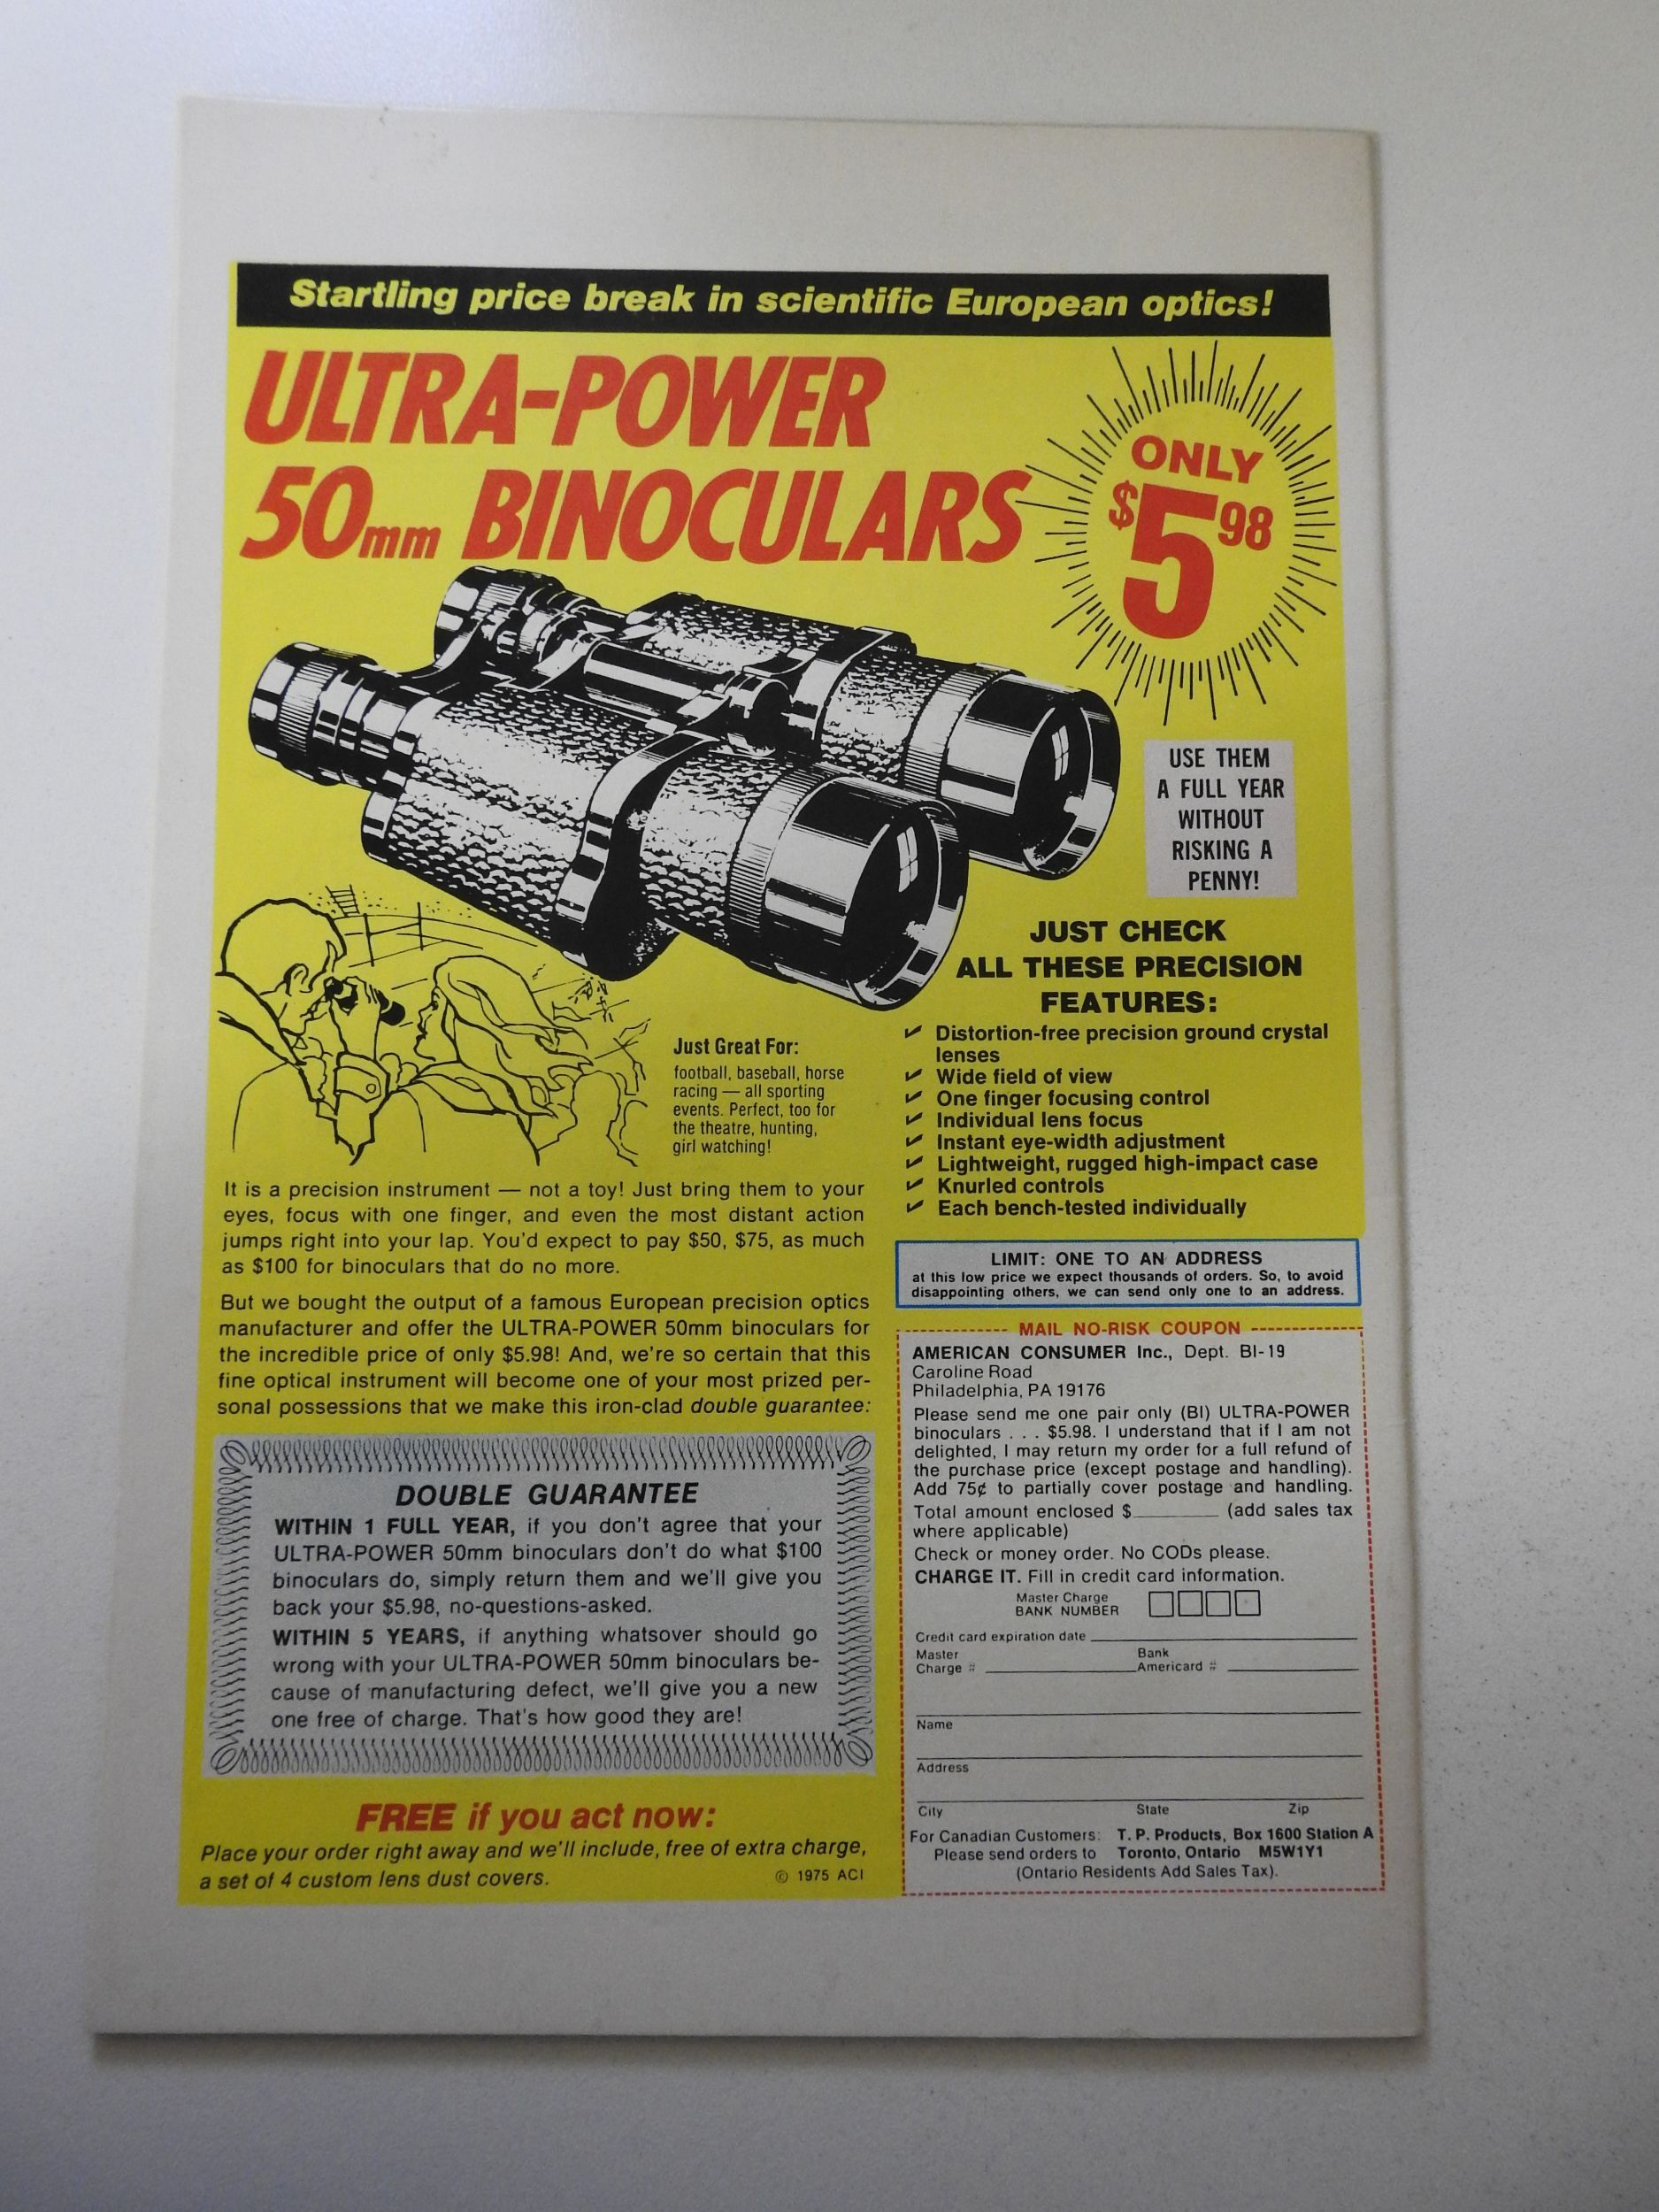 Startling price break in scientific European optics!
ULTRA-POWER
50mm BINOCULARS
ONLY
$5 98
USE THEM
A FULL YEAR
WITHOUT
RISKING A
PENNY!
JUST CHECK
ALL THESE PRECISION
FEATURES:
✔ Distortion-free precision ground crystal
lenses
✔ Wide field of view
✔ One finger focusing control
✔ Individual lens focus
✔ Instant eye-width adjustment
✔ Lightweight, rugged high-impact case
✔ Knurled controls
✔ Each bench-tested individually
Just Great For:
football, baseball, horse
racing — all sporting
events. Perfect, too for
the theatre, hunting,
girl watching!
It is a precision instrument — not a toy! Just bring them to your
eyes, focus with one finger, and even the most distant action
jumps right into your lap. You'd expect to pay $50, $75, as much
as $100 for binoculars that do no more.
But we bought the output of a famous European precision optics
manufacturer and offer the ULTRA-POWER 50mm binoculars for
the incredible price of only $5.98! And, we're so certain that this
fine optical instrument will become one of your most prized per-
sonal possessions that we make this iron-clad double guarantee:
DOUBLE GUARANTEE
WITHIN 1 FULL YEAR, if you don't agree that your
ULTRA-POWER 50mm binoculars don't do what $100
binoculars do, simply return them and we'll give you
back your $5.98, no-questions-asked.
WITHIN 5 YEARS, if anything whatsover should go
wrong with your ULTRA-POWER 50mm binoculars be-
cause of manufacturing defect, we'll give you a new
one free of charge. That's how good they are!
FREE if you act now:
Place your order right away and we'll include, free of extra charge,
a set of 4 custom lens dust covers.
© 1975 ACI
LIMIT: ONE TO AN ADDRESS
at this low price we expect thousands of orders. So, to avoid
disappointing others, we can send only one to an address.
MAIL NO-RISK COUPON
AMERICAN CONSUMER Inc., Dept. BI-19
Caroline Road
Philadelphia, PA 19176
Please send me one pair only (BI) ULTRA-POWER
binoculars . . . $5.98. I understand that if I am not
delighted, I may return my order for a full refund of
the purchase price (except postage and handling).
Add 75¢ to partially cover postage and handling.
Total amount enclosed $________ (add sales tax
where applicable)
Check or money order. No CODs please.
CHARGE IT. Fill in credit card information.
Master Charge
BANK NUMBER
Credit card expiration date
Master Bank
Charge # Americard #
Name
Address
City State Zip
For Canadian Customers: T. P. Products, Box 1600 Station A
Please send orders to Toronto, Ontario M5W1Y1
(Ontario Residents Add Sales Tax).